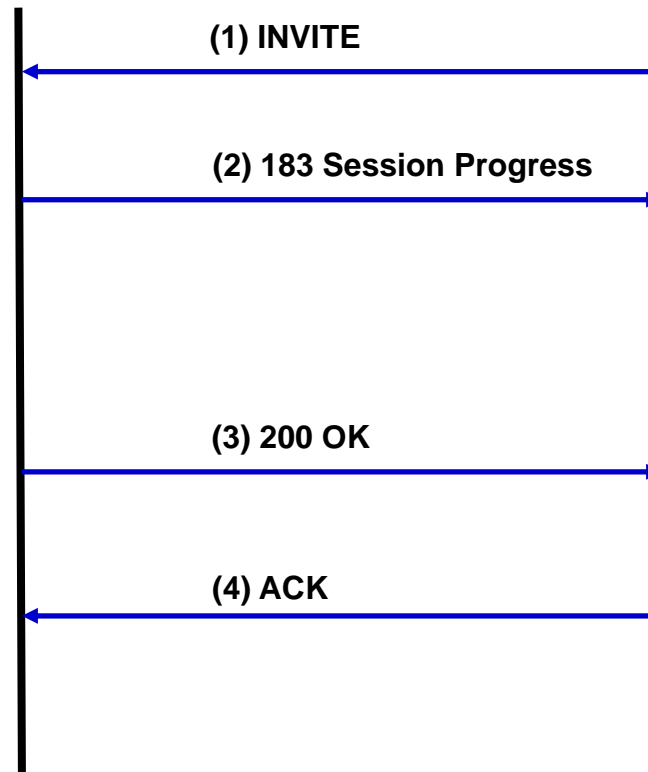 (1) INVITE
(2) 183 Session Progress
(3) 200 OK
(4) ACK